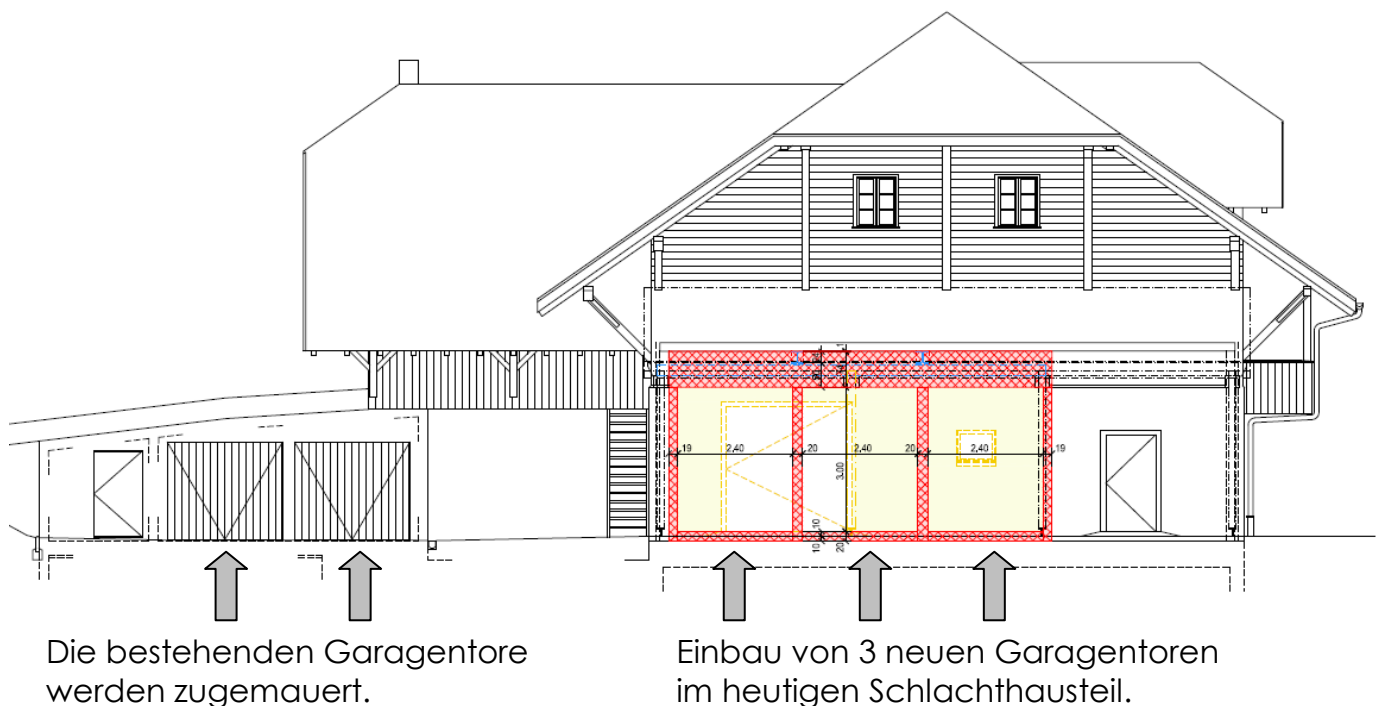 19
2,40
20
2,40
20
2,40
19
3,00
10
10
20
Die bestehenden Garagentore
werden zugemauert.
Einbau von 3 neuen Garagentoren
im heutigen Schlachthausteil.